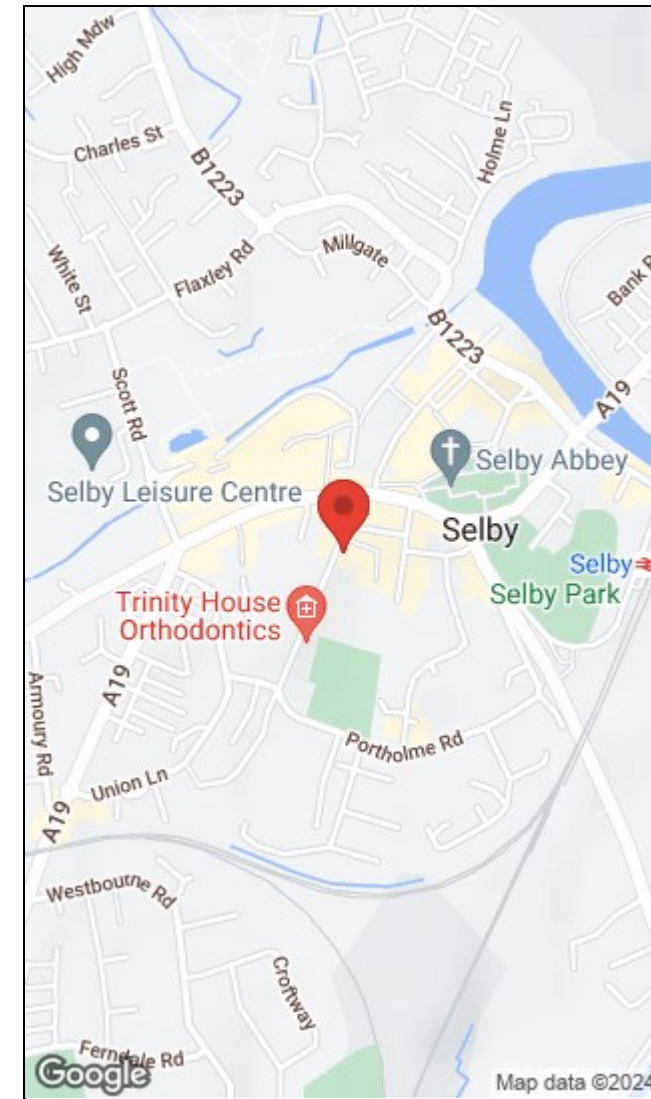 High Mdw
Charles St
B1223
Holme Ln
White St
Flaxley Rd
Millgate
Bank R
B1223
A19
Scott Rd
Selby Abbey
Selby Leisure Centre
Selby
Selby
Selby Park
Trinity House
Orthodontics
A19
Armoury Rd
Portholme Rd
Union Ln
A19
Westbourne Rd
Croftway
Ferndale Rd
Google
Map data ©2024